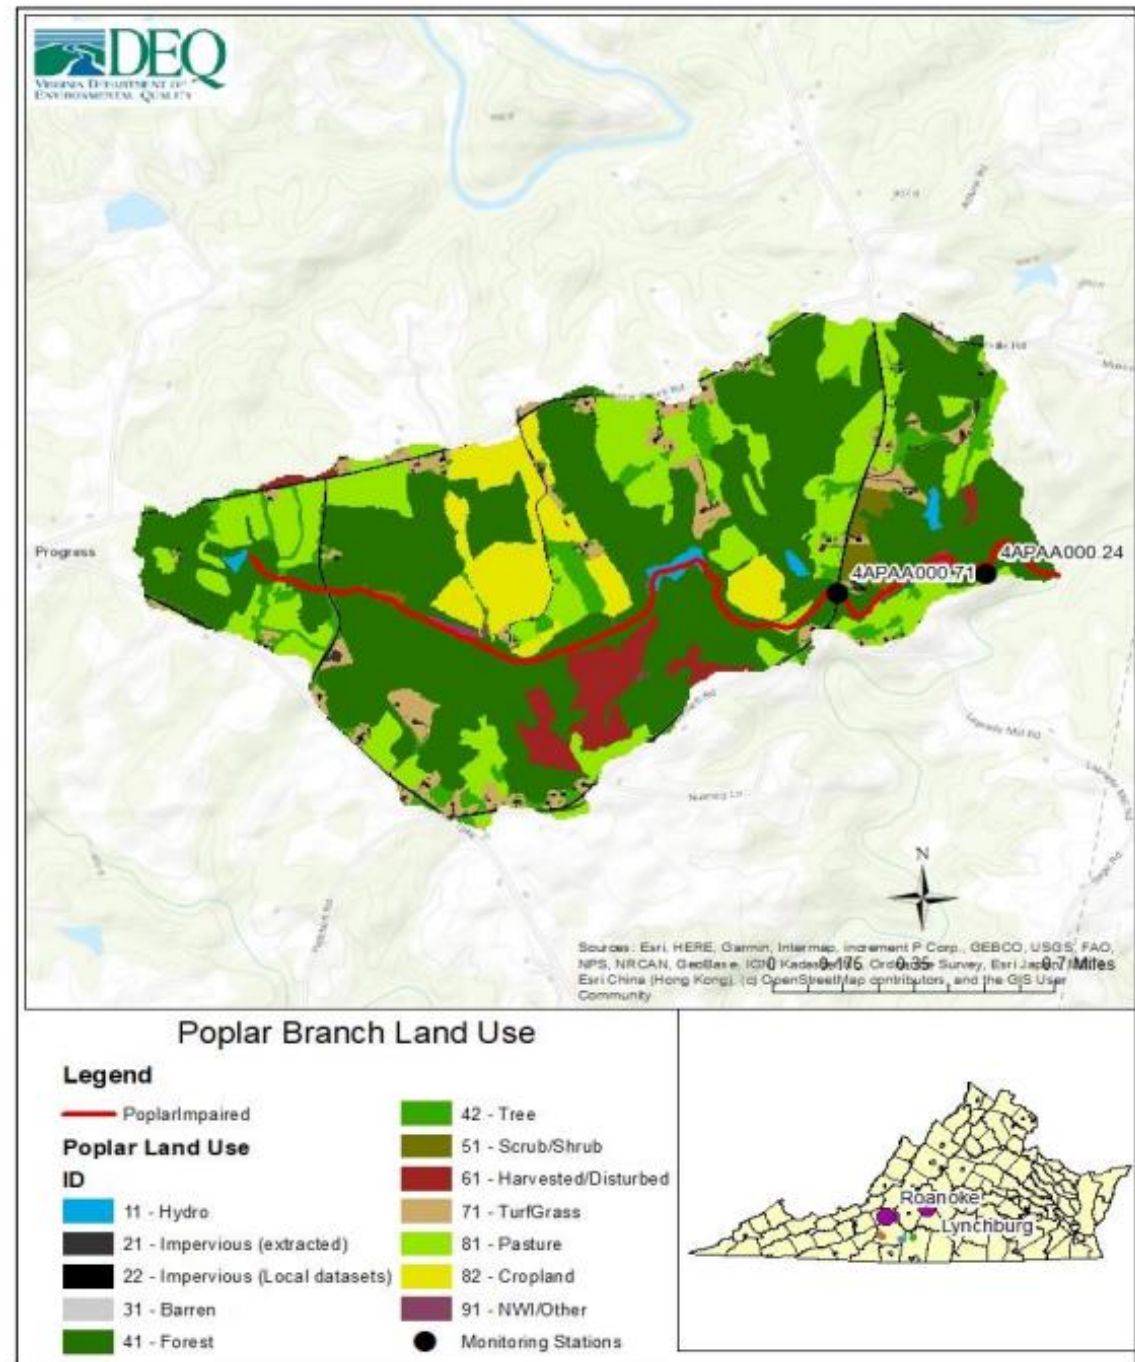 DEQ
VIRGINIA DEPARTMENT OF
ENVIRONMENTAL QUALITY
Progress
4APAA000.24
4APAA000.71
Numeg Ln
N
Sources: Esri, HERE, Garmin, Intermap, increment P Corp., GEBCO, USGS, FAO,
NPS, NRCAN, GeoBase, IGN, Kadaster NL, Ordnance Survey, Esri Japan, METI,
Esri China (Hong Kong), (c) OpenStreetMap contributors, and the GIS User
Community
0 0.175 0.35 0.7 Miles
Poplar Branch Land Use
Legend
PoplarImpaired
Poplar Land Use
ID
11 - Hydro
21 - Impervious (extracted)
22 - Impervious (Local datasets)
31 - Barren
41 - Forest
42 - Tree
51 - Scrub/Shrub
61 - Harvested/Disturbed
71 - TurfGrass
81 - Pasture
82 - Cropland
91 - NWI/Other
Monitoring Stations
Roanoke
Lynchburg